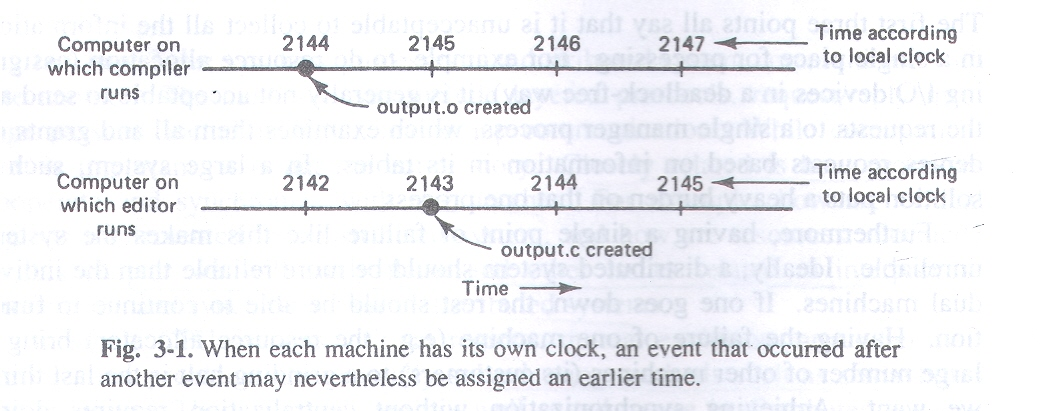 Computer on
which compiler
runs
2144 2145 2146 2147
Time according
to local clock
output.o created
Computer on
which editor
runs
2142 2143 2144 2145
Time according
to local clock
output.c created
Time
Fig. 3-1. When each machine has its own clock, an event that occurred after
another event may nevertheless be assigned an earlier time.